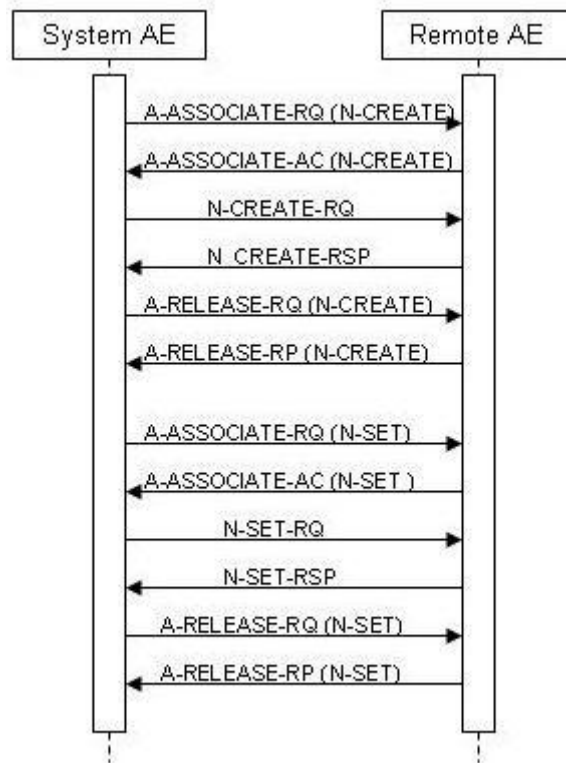 System AE
Remote AE
A-ASSOCIATE-RQ (N-CREATE)
A-ASSOCIATE-AC (N-CREATE)
N-CREATE-RQ
N_CREATE-RSP
A-RELEASE-RQ (N-CREATE)
A-RELEASE-RP (N-CREATE)
A-ASSOCIATE-RQ (N-SET)
A-ASSOCIATE-AC (N-SET )
N-SET-RQ
N-SET-RSP
A-RELEASE-RQ (N-SET)
A-RELEASE-RP (N-SET)